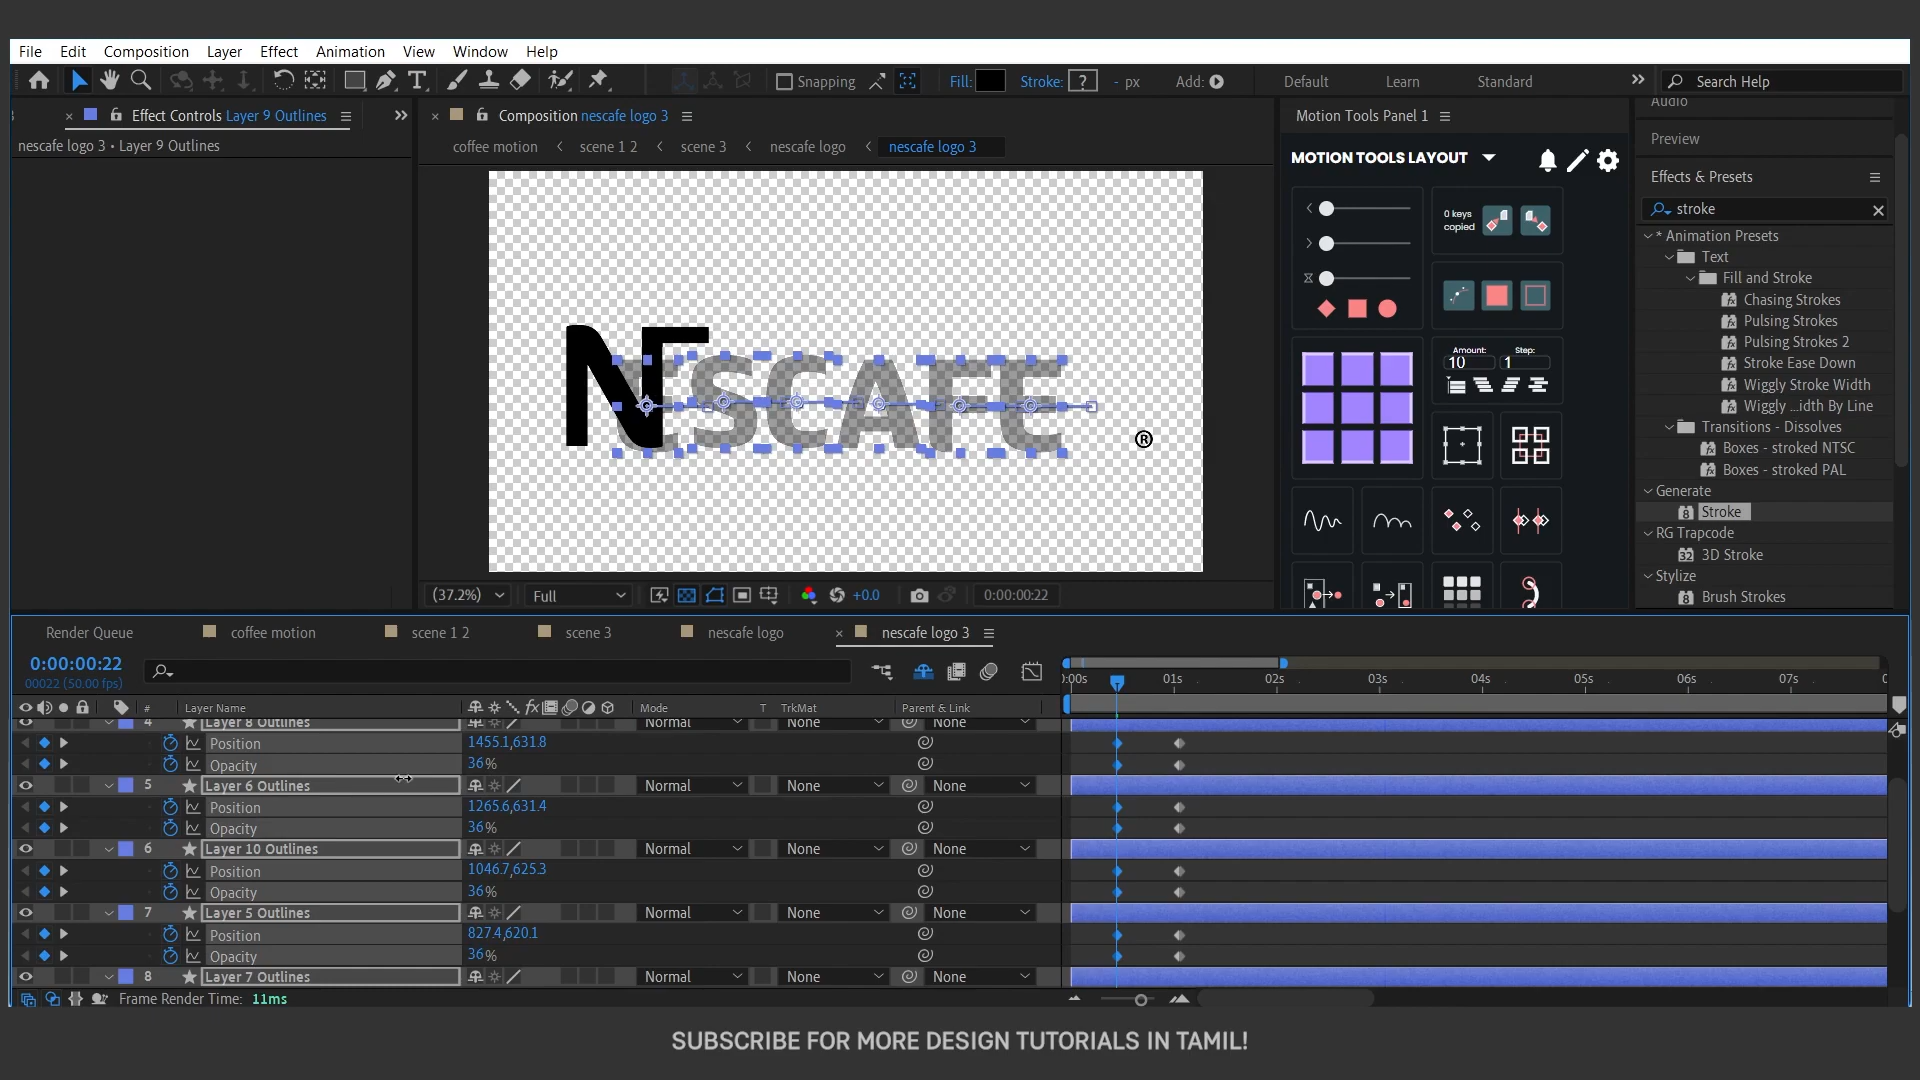 File Edit Composition Layer Effect Animation View Window Help
Snapping Fill: Stroke: ? - px Add: Default Learn Standard Search Help
Effect Controls Layer 9 Outlines
nescafe logo 3 • Layer 9 Outlines
Composition nescafe logo 3
coffee motion < scene 1 2 < scene 3 < nescafe logo < nescafe logo 3
NESCAFE ®
(37.2%) Full +0.0 0:00:00:22
Motion Tools Panel 1
MOTION TOOLS LAYOUT
0 keys
copied
Amount: Step:
10 1
Audio
Preview
Effects & Presets
stroke
* Animation Presets
Text
Fill and Stroke
Chasing Strokes
Pulsing Strokes
Pulsing Strokes 2
Stroke Ease Down
Wiggly Stroke Width
Wiggly ...idth By Line
Transitions - Dissolves
Boxes - stroked NTSC
Boxes - stroked PAL
Generate
Stroke
RG Trapcode
3D Stroke
Stylize
Brush Strokes
Render Queue coffee motion scene 1 2 scene 3 nescafe logo nescafe logo 3
0:00:00:22
00022 (50.00 fps)
):00s 01s 02s 03s 04s 05s 06s 07s
# Layer Name Mode T TrkMat Parent & Link
4 Layer 8 Outlines Normal None None
Position 1455.1,631.8
Opacity 36%
5 Layer 6 Outlines Normal None None
Position 1265.6,631.4
Opacity 36%
6 Layer 10 Outlines Normal None None
Position 1046.7,625.3
Opacity 36%
7 Layer 5 Outlines Normal None None
Position 827.4,620.1
Opacity 36%
8 Layer 7 Outlines Normal None None
Frame Render Time: 11ms
SUBSCRIBE FOR MORE DESIGN TUTORIALS IN TAMIL!